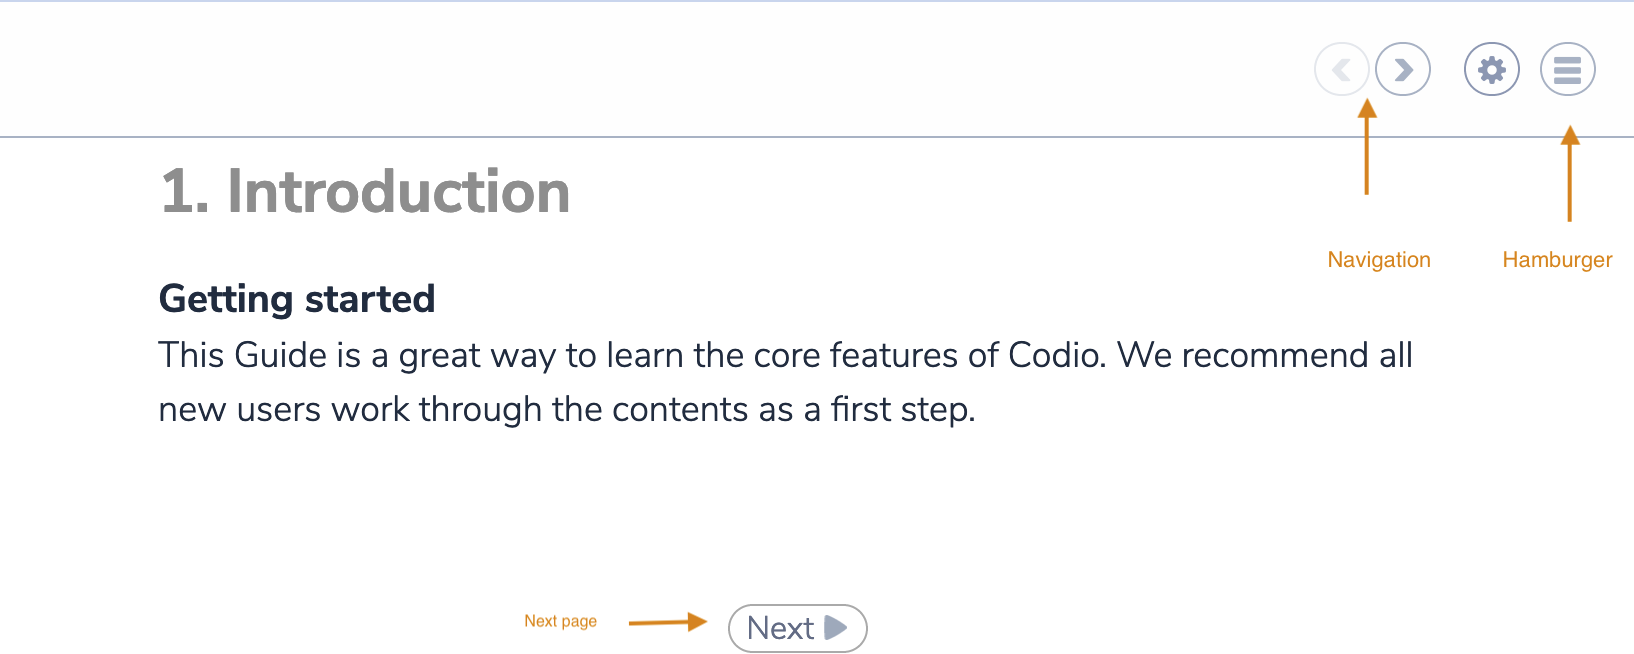 1. Introduction
Navigation
Hamburger
Getting started
This Guide is a great way to learn the core features of Codio. We recommend all
new users work through the contents as a first step.
Next page
Next